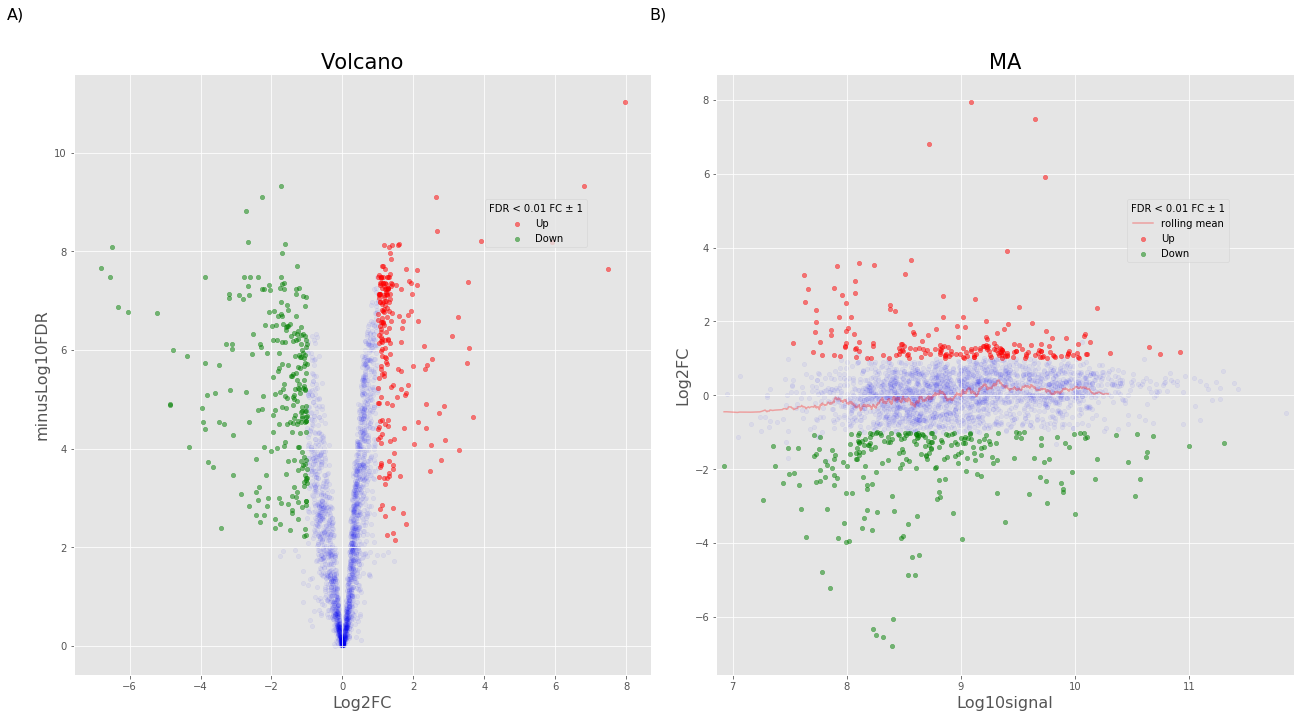 A)
Volcano
minusLog10FDR
10
8
6
4
2
0
−6
−4
−2
0
2
4
6
8
Log2FC
FDR < 0.01 FC ± 1
Up
Down
B)
MA
Log2FC
8
6
4
2
0
−2
−4
−6
7
8
9
10
11
Log10signal
FDR < 0.01 FC ± 1
rolling mean
Up
Down